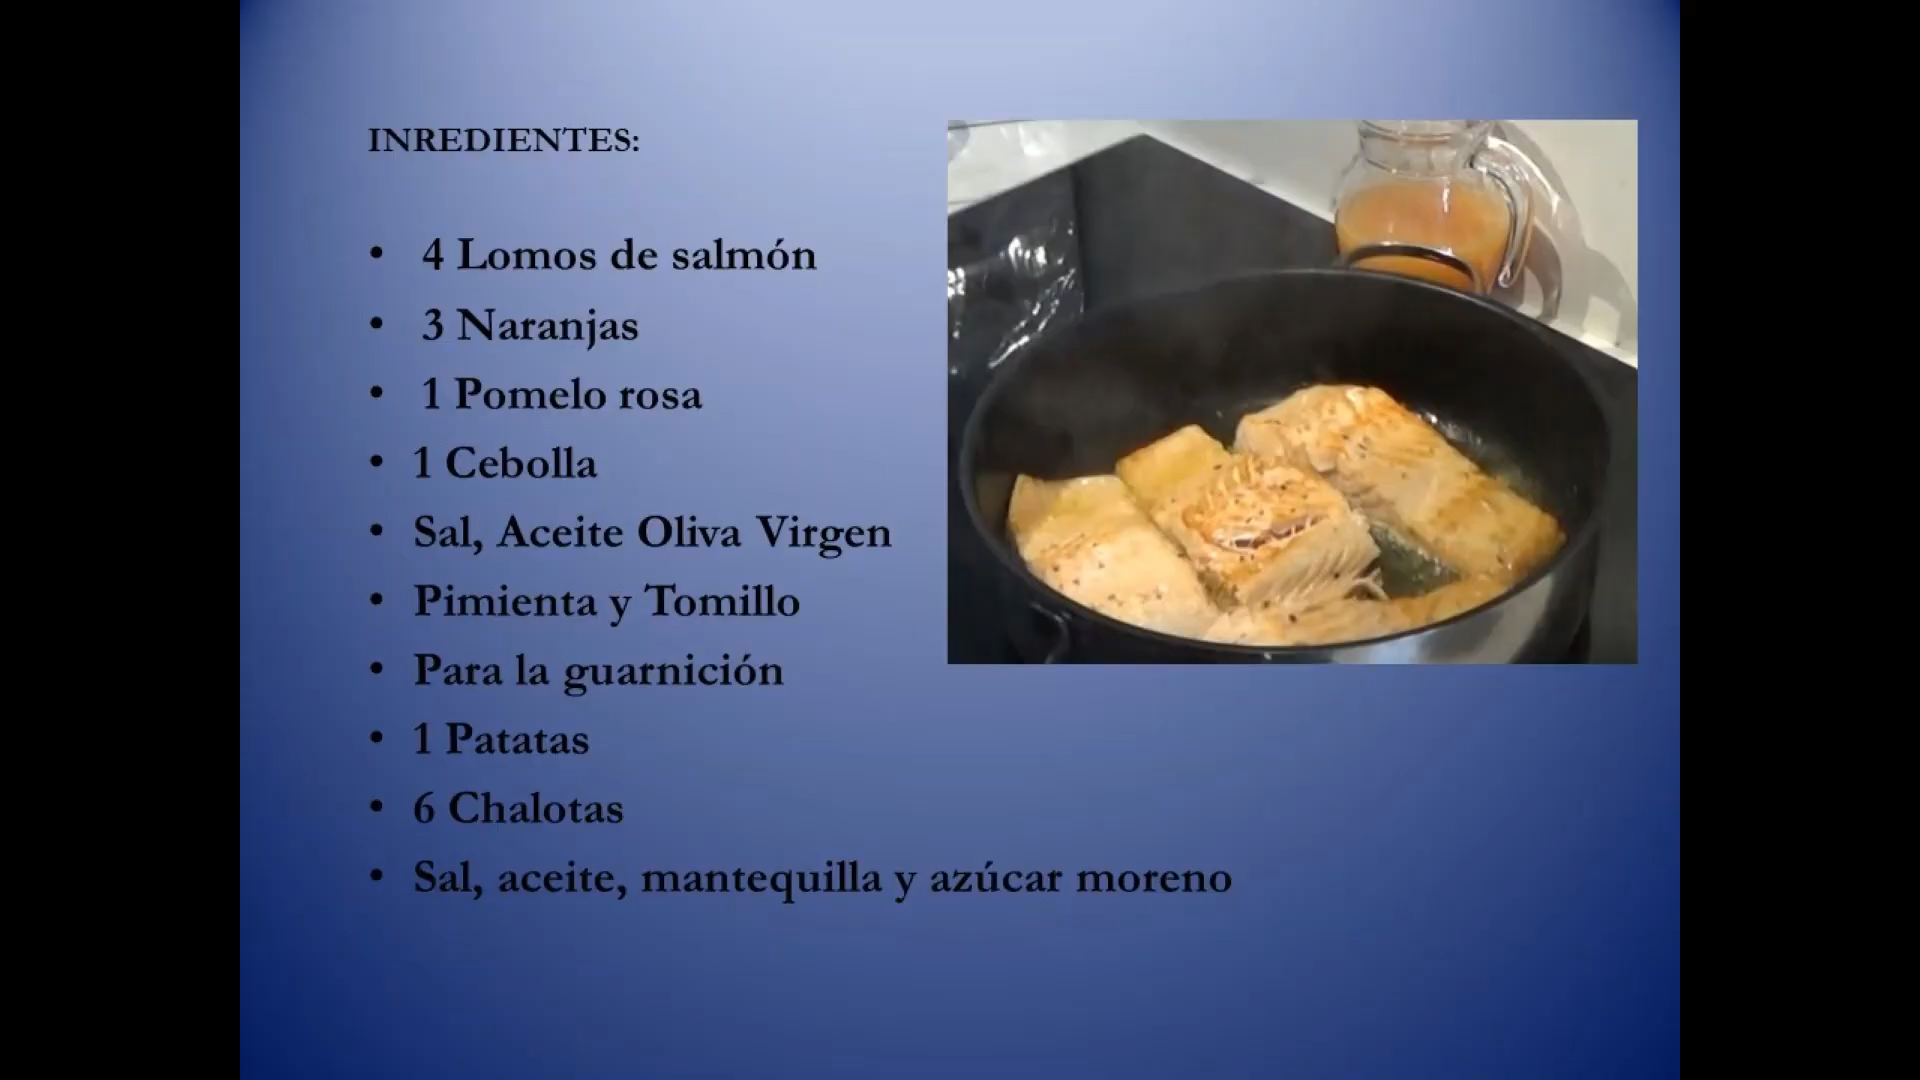 INREDIENTES:
• 4 Lomos de salmón
• 3 Naranjas
• 1 Pomelo rosa
• 1 Cebolla
• Sal, Aceite Oliva Virgen
• Pimienta y Tomillo
• Para la guarnición
• 1 Patatas
• 6 Chalotas
• Sal, aceite, mantequilla y azúcar moreno